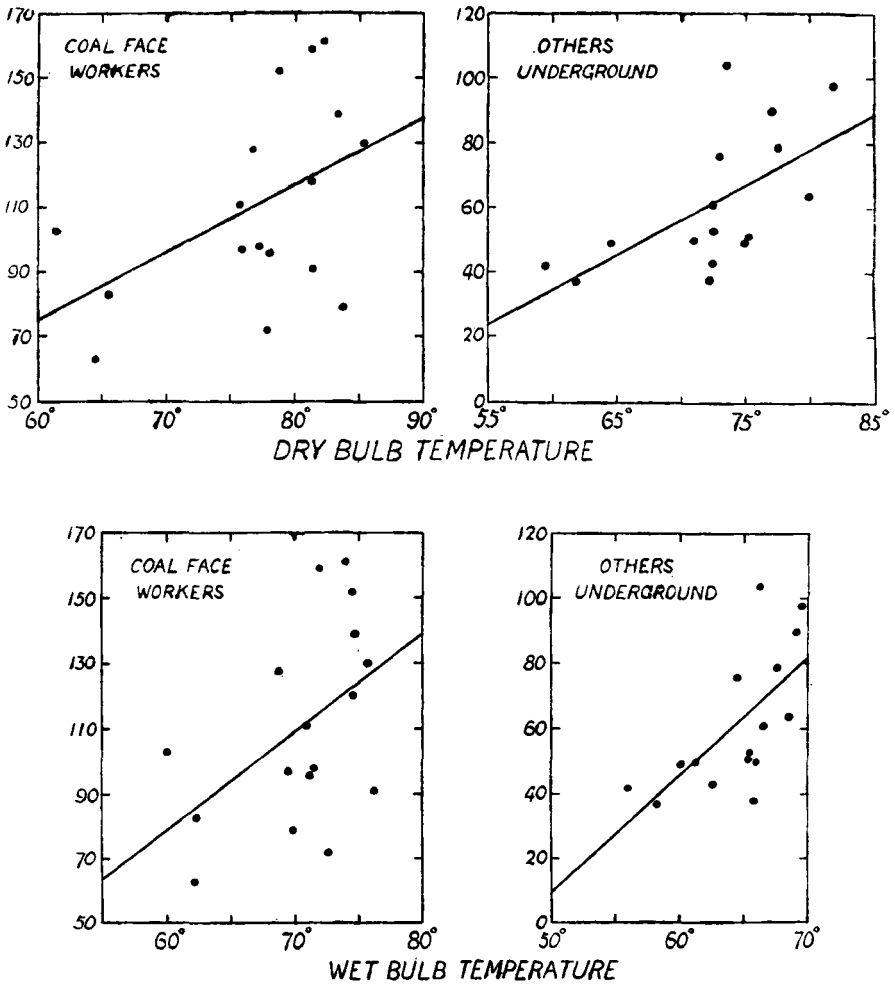 170
150
130
110
90
70
50
COAL FACE
WORKERS
60° 70° 80° 90°
120
100
80
60
40
20
0
OTHERS
UNDERGROUND
55° 65° 75° 85°
DRY BULB TEMPERATURE
170
150
130
110
90
70
50
COAL FACE
WORKERS
60° 70° 80°
120
100
80
60
40
20
0
OTHERS
UNDERGROUND
50° 60° 70°
WET BULB TEMPERATURE